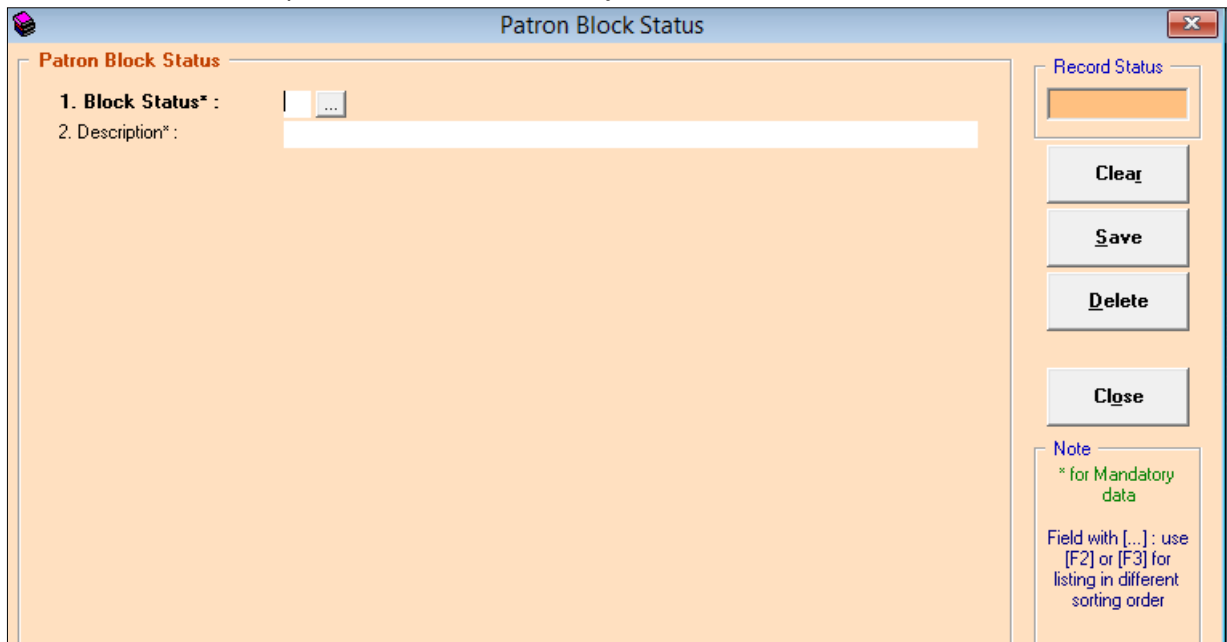 Patron Block Status
Patron Block Status
1. Block Status* :
...
2. Description* :
Record Status
Clear
Save
Delete
Close
Note
* for Mandatory
data
Field with [...] : use
[F2] or [F3] for
listing in different
sorting order